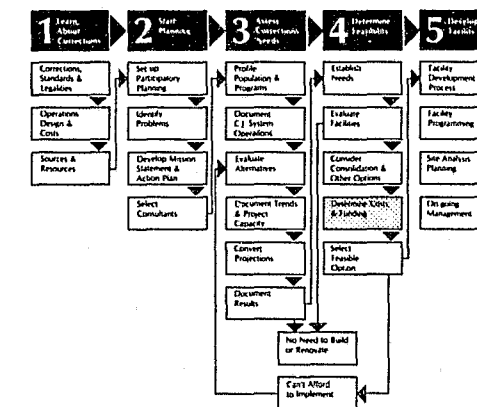 1 Learn
About
Corrections
2 Start
Planning
3 Assess
Corrections
Needs
4 Determine
Feasibility
5 Develop
Corrections,
Standards &
Legalities
Operations
Design &
Costs
Sources &
Resources
Set up
Participatory
Planning
Identify
Problems
Develop Mission
Statement &
Action Plan
Select
Consultants
Profile
Population &
Programs
Document
C.J. System
Operations
Evaluate
Alternatives
Document Trends
& Project
Capacity
Convert
Projections
Document
Results
Establish
Needs
Evaluate
Facilities
Consider
Consolidation &
Other Options
Determine Costs
& Funding
Select
Feasible
Option
No Need to Build
or Renovate
Can't Afford
to Implement
Facility
Development
Process
Facility
Programming
Site Analysis
Planning
On-going
Management